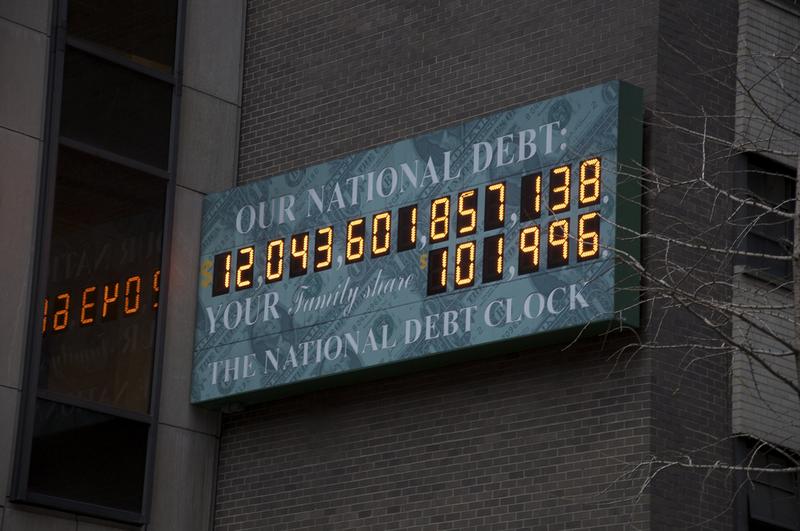 OUR NATIONAL DEBT:
$12,043,601,857,138.
YOUR Family share $101,996.
THE NATIONAL DEBT CLOCK